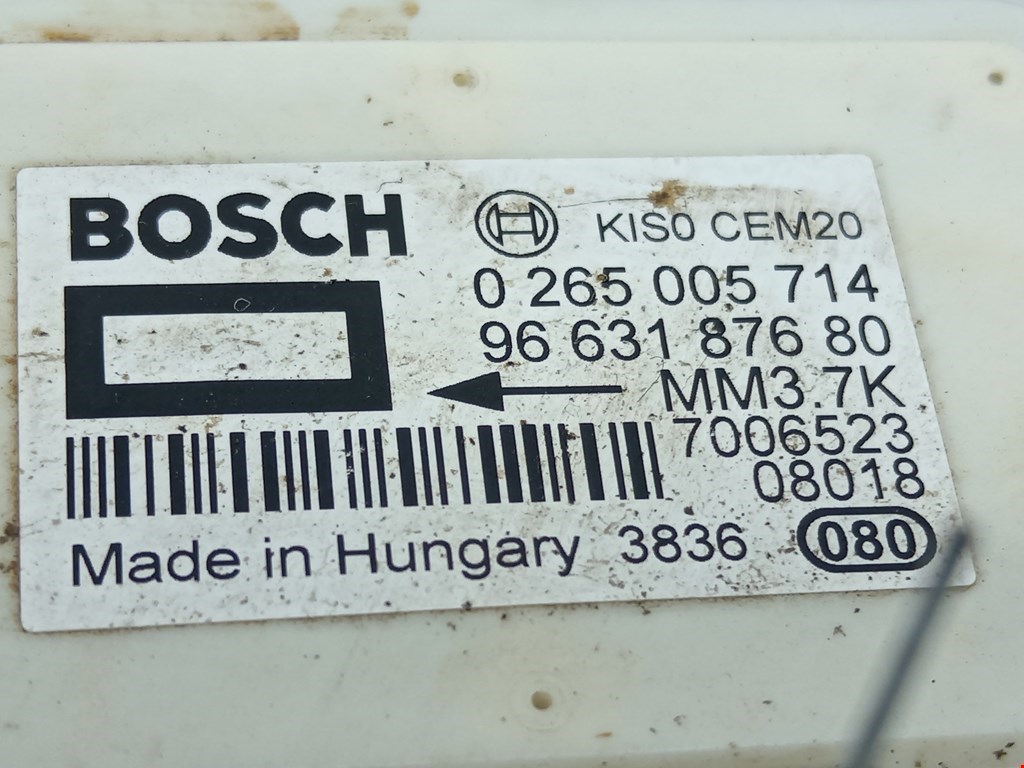 BOSCH
KIS0 CEM20
0 265 005 714
96 631 876 80
MM3.7K
7006523
08018
Made in Hungary 3836 080